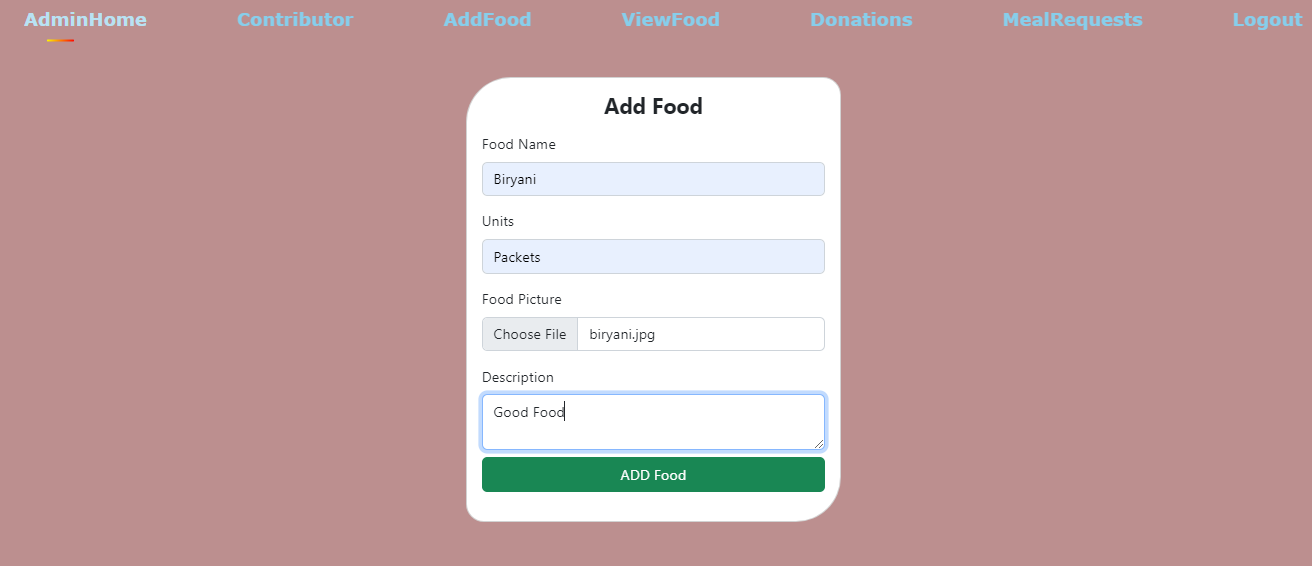 AdminHome Contributor AddFood ViewFood Donations MealRequests Logout
Add Food
Food Name
Biryani
Units
Packets
Food Picture
Choose File biryani.jpg
Description
Good Food
ADD Food